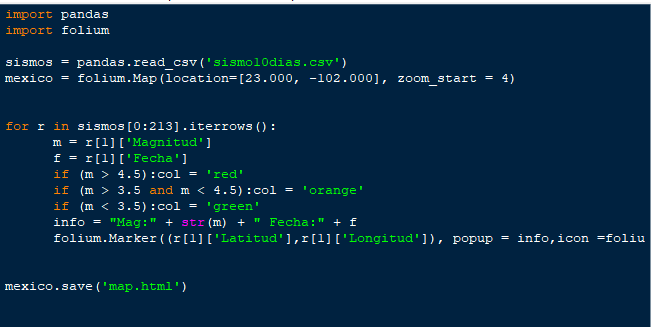 import pandas
import folium
sismos = pandas.read_csv('sismo10dias.csv')
mexico = folium.Map(location=[23.000, -102.000], zoom_start = 4)
for r in sismos[0:213].iterrows():
m = r[1]['Magnitud']
f = r[1]['Fecha']
if (m > 4.5):col = 'red'
if (m > 3.5 and m < 4.5):col = 'orange'
if (m < 3.5):col = 'green'
info = "Mag:" + str(m) + " Fecha:" + f
folium.Marker((r[1]['Latitud'],r[1]['Longitud']), popup = info,icon =foliu
mexico.save('map.html')